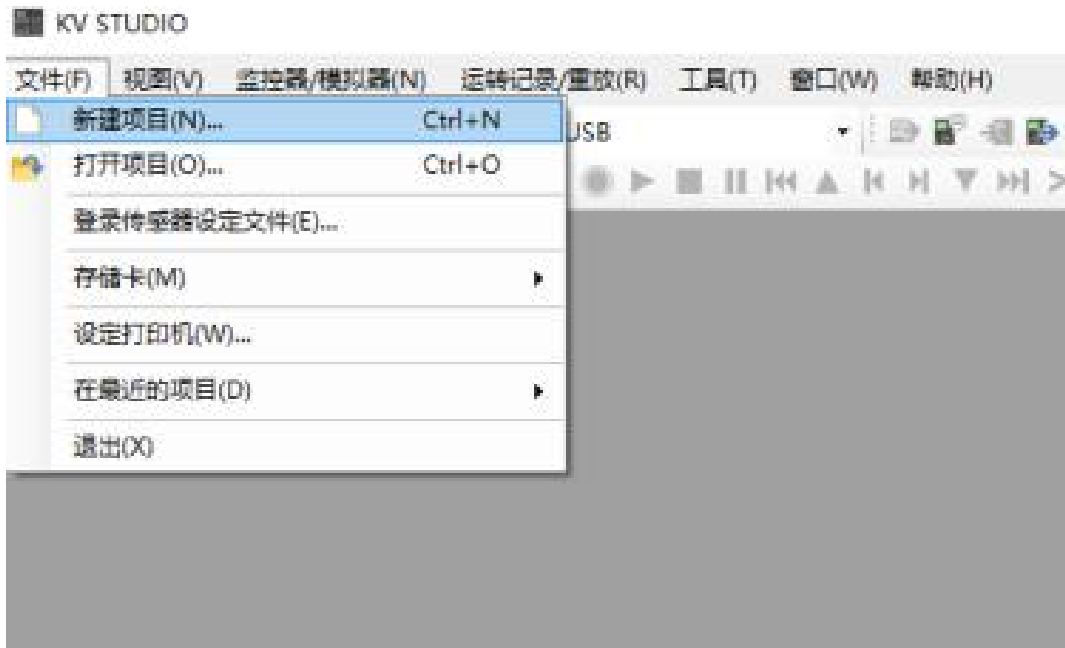 KV STUDIO
文件(F) 视图(V) 监控器/模拟器(N) 运转记录/重放(R) 工具(T) 窗口(W) 帮助(H)
新建项目(N)... Ctrl+N USB
打开项目(O)... Ctrl+O
登录传感器设定文件(E)...
存储卡(M)
设定打印机(W)...
在最近的项目(D)
退出(X)